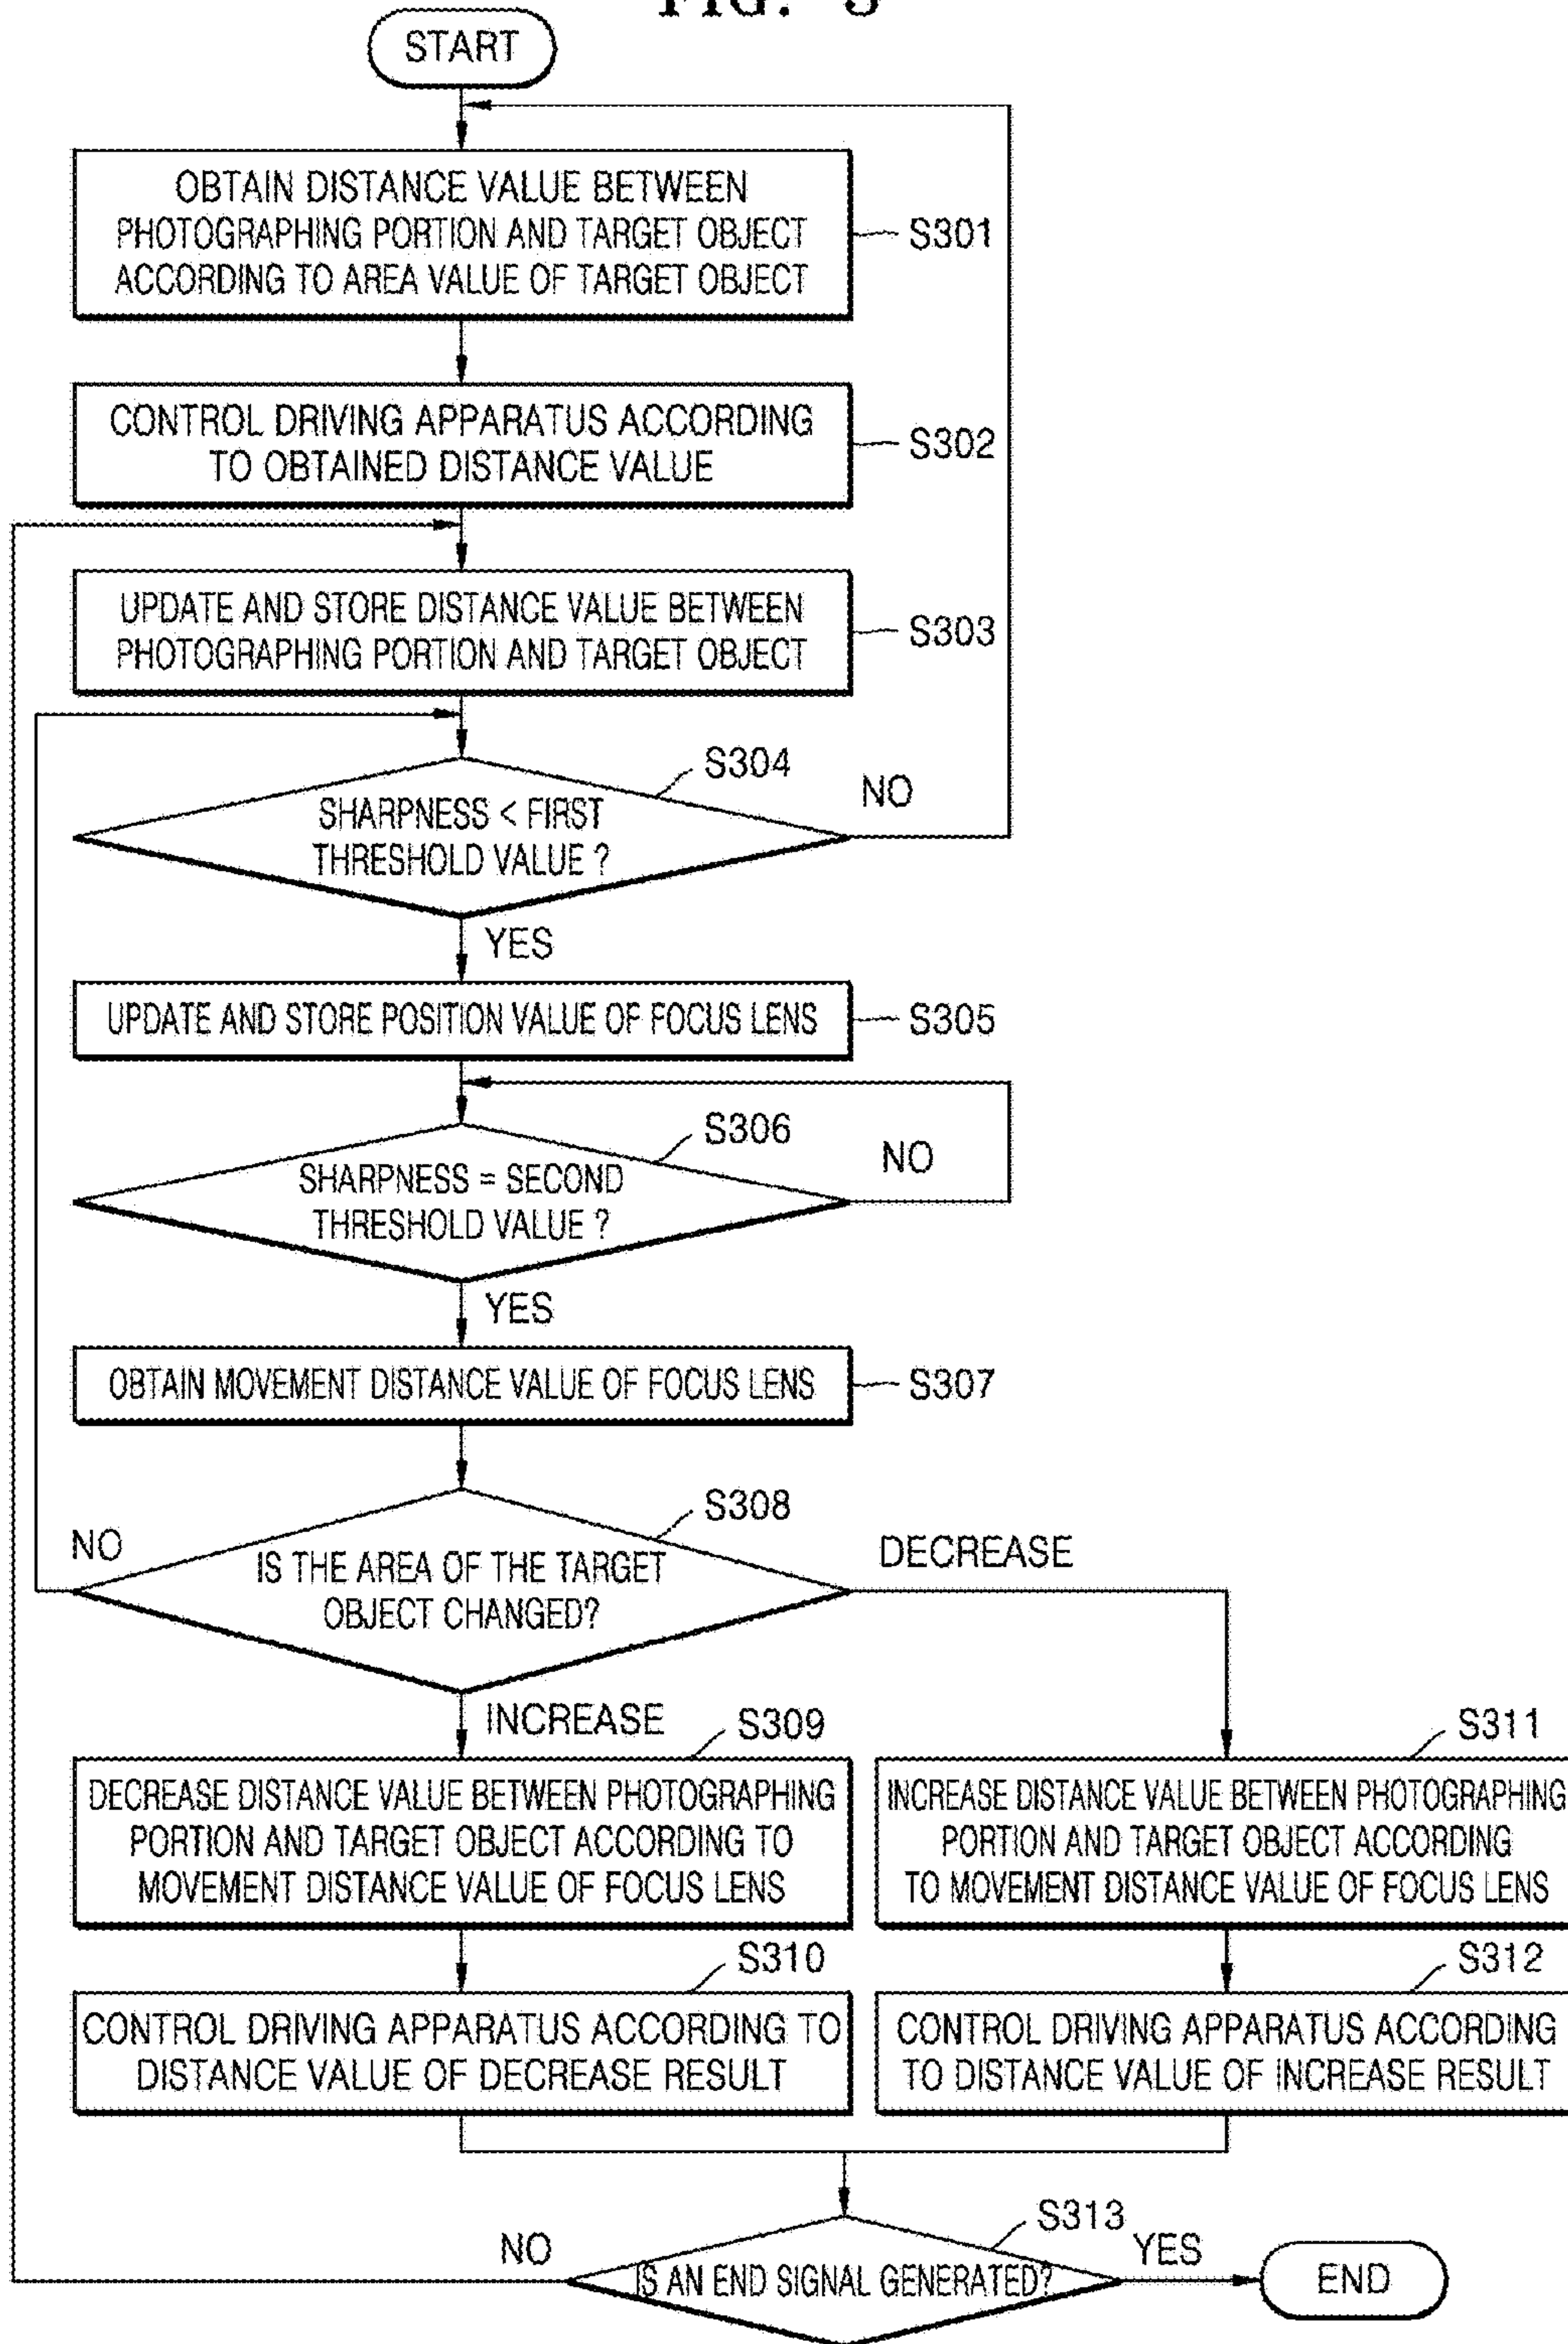 FIG. 3
START
OBTAIN DISTANCE VALUE BETWEEN
PHOTOGRAPHING PORTION AND TARGET OBJECT
ACCORDING TO AREA VALUE OF TARGET OBJECT
S301
CONTROL DRIVING APPARATUS ACCORDING
TO OBTAINED DISTANCE VALUE
S302
UPDATE AND STORE DISTANCE VALUE BETWEEN
PHOTOGRAPHING PORTION AND TARGET OBJECT
S303
S304
NO
SHARPNESS < FIRST
THRESHOLD VALUE ?
YES
UPDATE AND STORE POSITION VALUE OF FOCUS LENS
S305
S306
NO
SHARPNESS = SECOND
THRESHOLD VALUE ?
YES
OBTAIN MOVEMENT DISTANCE VALUE OF FOCUS LENS
S307
S308
NO
DECREASE
IS THE AREA OF THE TARGET
OBJECT CHANGED?
INCREASE
S309
DECREASE DISTANCE VALUE BETWEEN PHOTOGRAPHING
PORTION AND TARGET OBJECT ACCORDING TO
MOVEMENT DISTANCE VALUE OF FOCUS LENS
S311
INCREASE DISTANCE VALUE BETWEEN PHOTOGRAPHING
PORTION AND TARGET OBJECT ACCORDING
TO MOVEMENT DISTANCE VALUE OF FOCUS LENS
S310
CONTROL DRIVING APPARATUS ACCORDING TO
DISTANCE VALUE OF DECREASE RESULT
S312
CONTROL DRIVING APPARATUS ACCORDING
TO DISTANCE VALUE OF INCREASE RESULT
S313
NO
IS AN END SIGNAL GENERATED?
YES
END